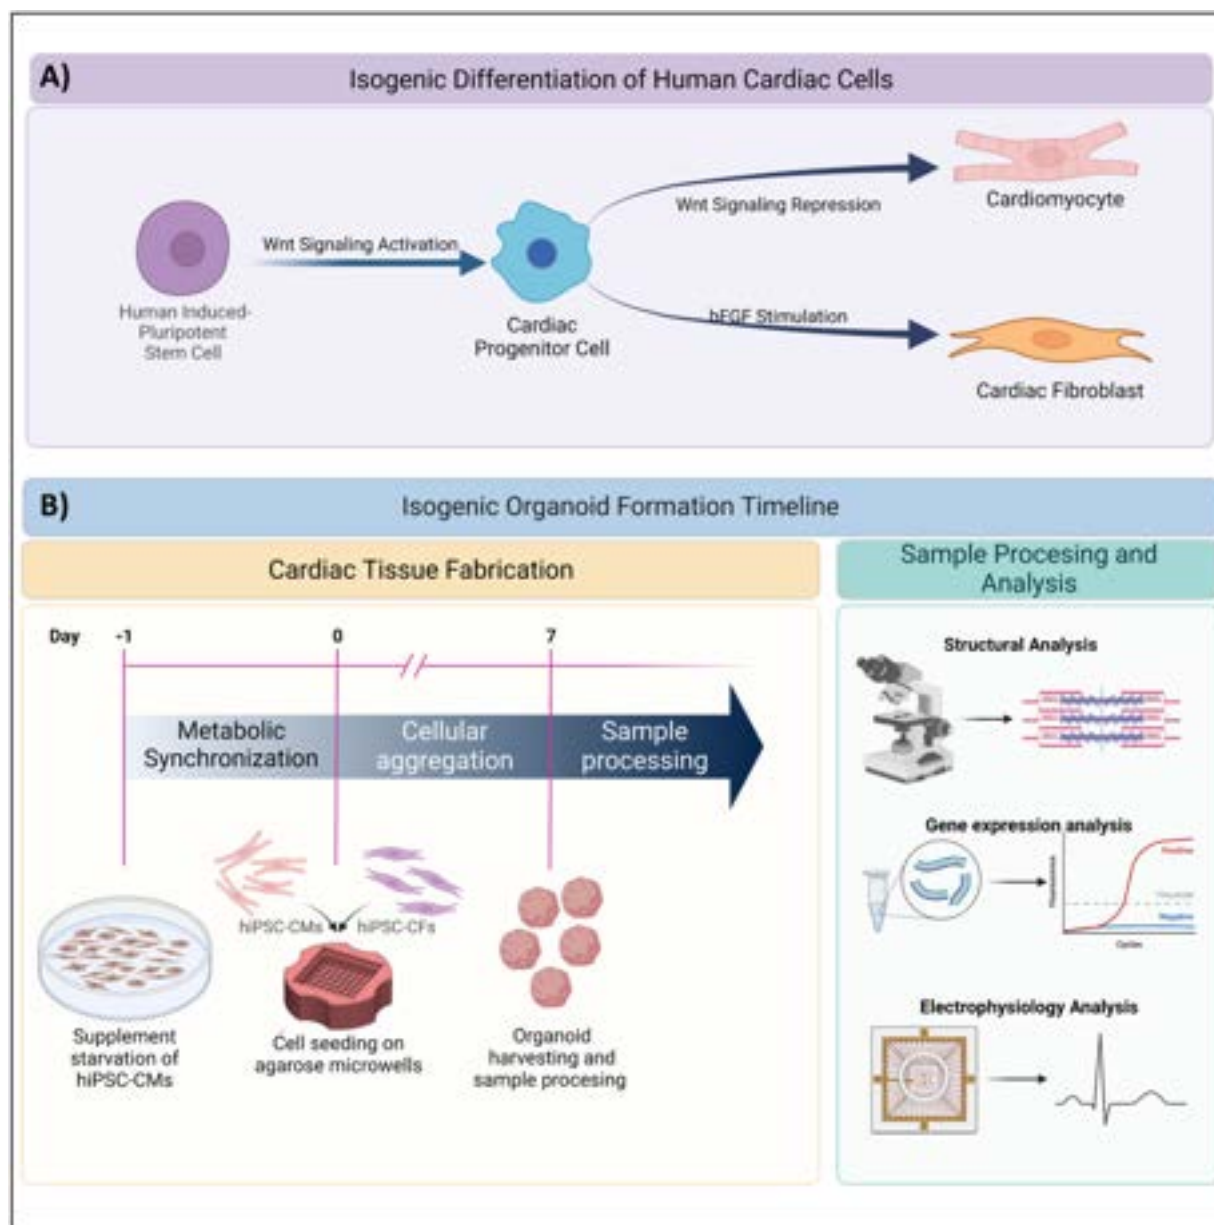 A)
Isogenic Differentiation of Human Cardiac Cells
Wnt Signaling Activation
Human Induced-
Pluripotent
Stem Cell
Cardiac
Progenitor Cell
Wnt Signaling Repression
Cardiomyocyte
bFGF Stimulation
Cardiac Fibroblast
B)
Isogenic Organoid Formation Timeline
Cardiac Tissue Fabrication
Day -1 0 7
Metabolic
Synchronization
Cellular
aggregation
Sample
processing
hiPSC-CMs
hiPSC-CFs
Supplement
starvation of
hiPSC-CMs
Cell seeding on
agarose microwells
Organoid
harvesting and
sample procesing
Sample Procesing and
Analysis
Structural Analysis
Gene expression analysis
Fluorescence
Positive
Threshold
Negative
Cycles
Electrophysiology Analysis